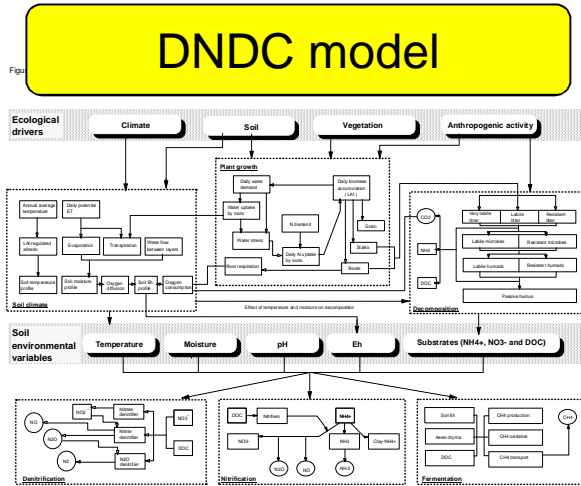 DNDC model
Figu
Ecological
drivers
Climate
Soil
Vegetation
Anthropogenic activity
Plant growth
Daily water
demand
Daily biomass
accumulation
( LAI )
Water uptake
by roots
N demand
Grain
Water stress
Daily N uptake
by roots
Stalks
Root respiration
Roots
Annual average
temperature
Daily potential
ET
LAI-regulated
albedo
Evaporation
Transpiration
Water flow
between layers
Soil temperature
profile
Soil moisture
profile
Oxygen
diffusion
Soil Eh
profile
Oxygen
consumption
Soil climate
CO2
NH4
DOC
Very labile
litter
Labile
litter
Resistant
litter
Labile microbes
Resistant microbes
Labile humads
Resistant humads
Passive humus
Decomposition
Effect of temperature and moisture on decomposition
Soil
environmental
variables
Temperature
Moisture
pH
Eh
Substrates (NH4+, NO3- and DOC)
NO
N2O
N2
NO2-
Nitrate
denitrifier
Nitrite
denitrifier
N2O
denitrifier
NO3-
DOC
Denitrification
DOC
Nitrifiers
NH4+
NO3-
NH3
Clay-NH4+
N2O
NO
NH3
Nitrification
Soil Eh
Aerenchyma
DOC
CH4 production
CH4 oxidation
CH4 transport
CH4
Fermentation